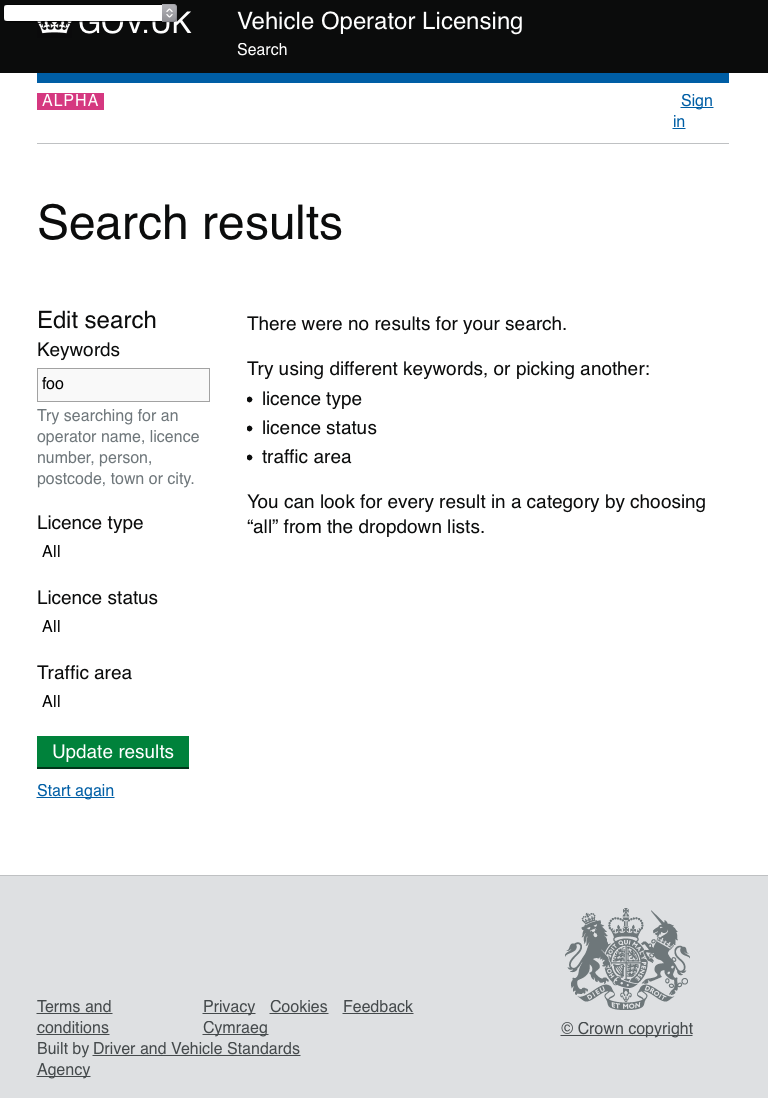 GOV.UK
Vehicle Operator Licensing
Search
ALPHA
Sign
in
Search results
Edit search
Keywords
foo
Try searching for an
operator name, licence
number, person,
postcode, town or city.
Licence type
All
Licence status
All
Traffic area
All
Update results
Start again
There were no results for your search.
Try using different keywords, or picking another:
• licence type
• licence status
• traffic area
You can look for every result in a category by choosing
“all” from the dropdown lists.
Terms and
conditions
Privacy Cookies Feedback
Cymraeg
Built by Driver and Vehicle Standards
Agency
DIEU ET MON DROIT
© Crown copyright